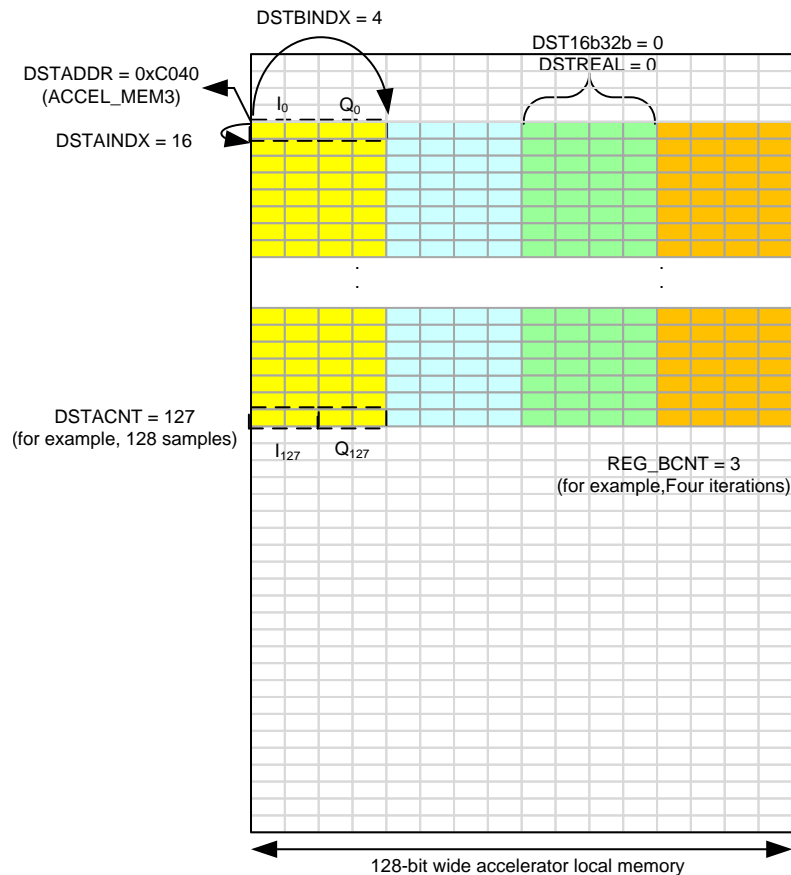 DSTBINDX = 4
DST16b32b = 0
DSTREAL = 0
DSTADDR = 0xC040
(ACCEL_MEM3)
I0 Q0
DSTAINDX = 16
.
.
.
.
DSTACNT = 127
(for example, 128 samples)
I127 Q127
REG_BCNT = 3
(for example,Four iterations)
128-bit wide accelerator local memory